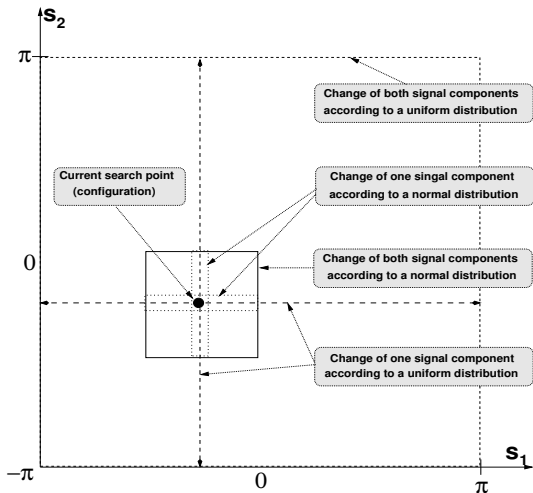 s₂
π
Change of both signal components
according to a uniform distribution
Current search point
(configuration)
Change of one singal component
according to a normal distribution
0
Change of both signal components
according to a normal distribution
Change of one signal component
according to a uniform distribution
s₁
−π
0
π